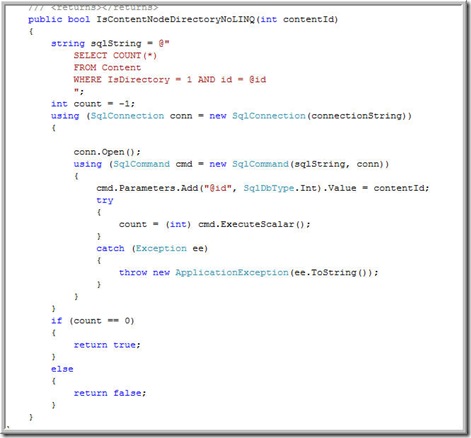 /// <returns></returns>
public bool IsContentNodeDirectoryNoLINQ(int contentId)
{
string sqlString = @"
SELECT COUNT(*)
FROM Content
WHERE IsDirectory = 1 AND id = @id
";
int count = -1;
using (SqlConnection conn = new SqlConnection(connectionString))
{
conn.Open();
using (SqlCommand cmd = new SqlCommand(sqlString, conn))
{
cmd.Parameters.Add("@id", SqlDbType.Int).Value = contentId;
try
{
count = (int) cmd.ExecuteScalar();
}
catch (Exception ee)
{
throw new ApplicationException(ee.ToString());
}
}
}
if (count == 0)
{
return true;
}
else
{
return false;
}
}